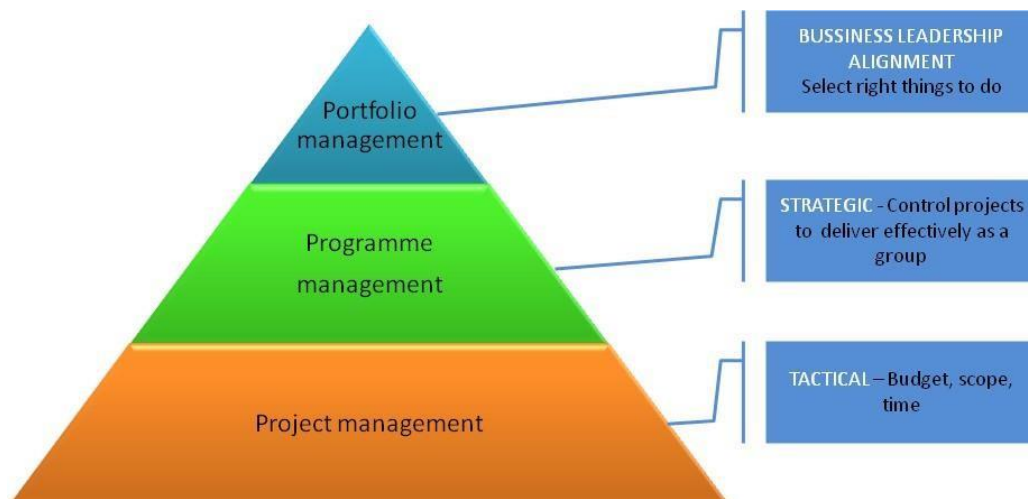 Portfolio
management
BUSSINESS LEADERSHIP
ALIGNMENT
Select right things to do
Programme
management
STRATEGIC - Control projects
to deliver effectively as a
group
Project management
TACTICAL – Budget, scope,
time